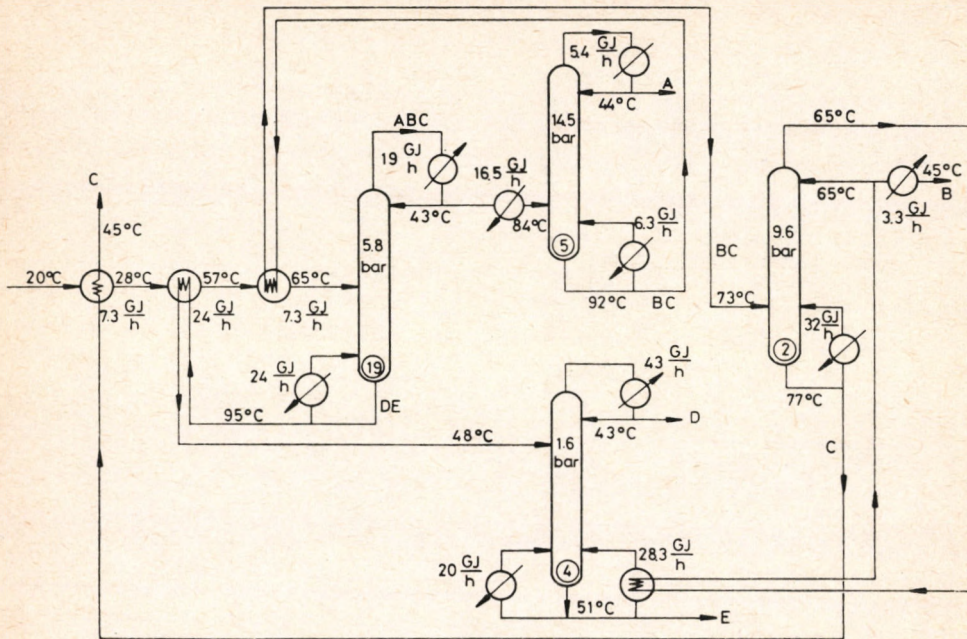 5.4 GJ/h
A
44°C
65°C
14.5 bar
ABC
19 GJ/h
16.5 GJ/h
45°C
B
65°C
3.3 GJ/h
C
43°C
84°C
6.3 GJ/h
9.6 bar
45°C
5.8 bar
5
BC
20°C
28°C
57°C
65°C
73°C
92°C
BC
7.3 GJ/h
24 GJ/h
7.3 GJ/h
32 GJ/h
2
19
43 GJ/h
24 GJ/h
77°C
DE
95°C
43°C
D
48°C
1.6 bar
C
28.3 GJ/h
20 GJ/h
4
51°C
E